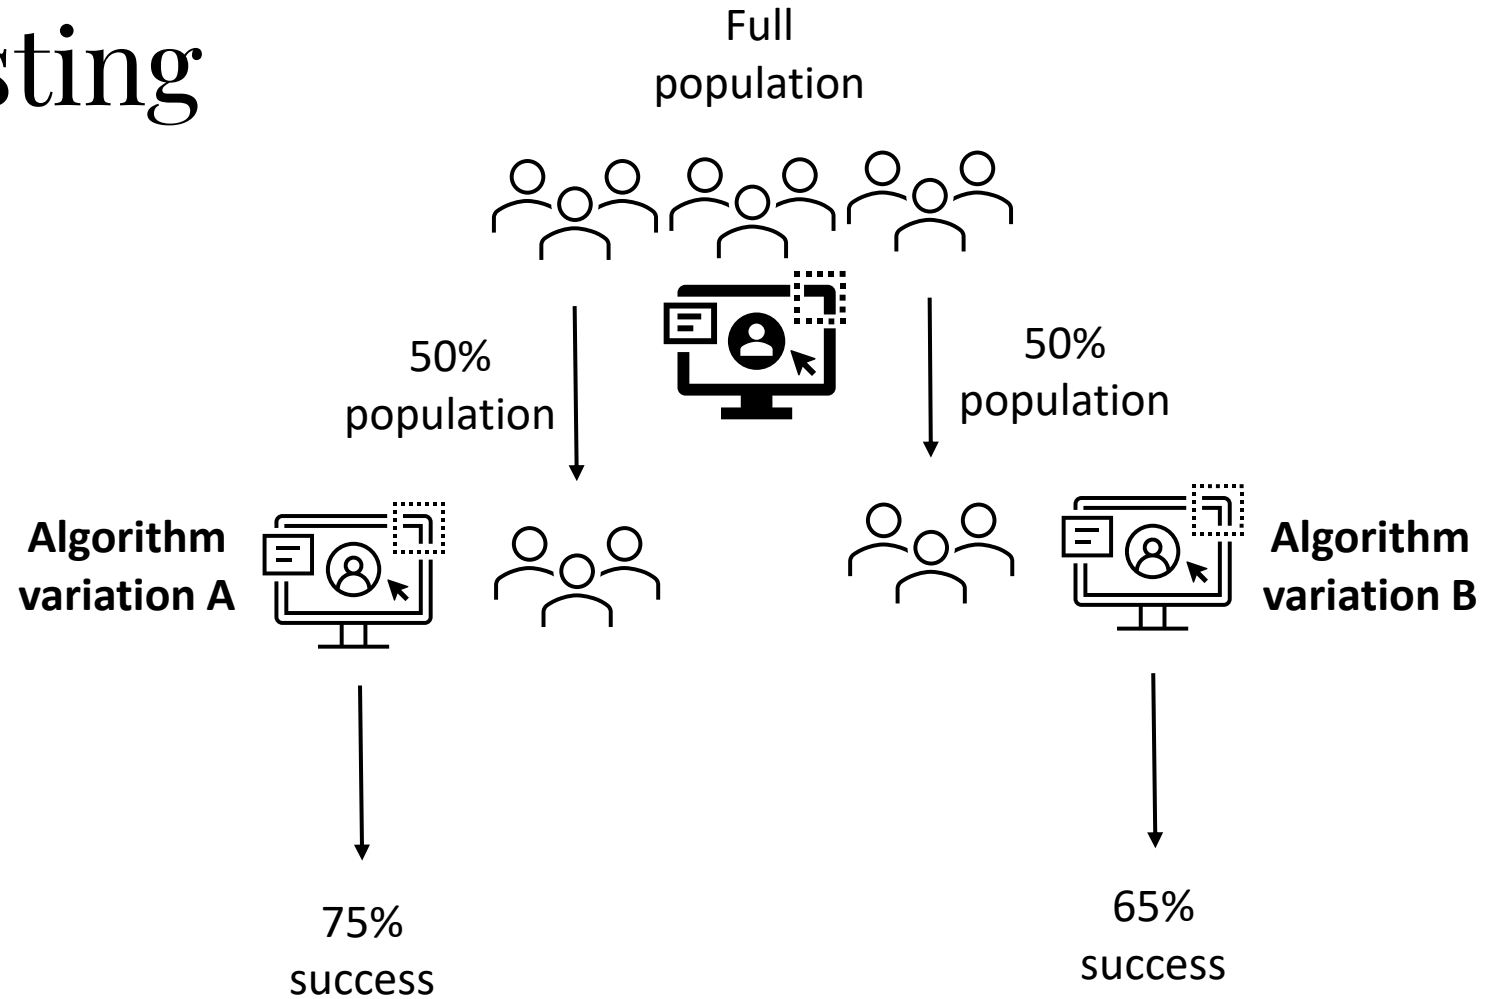 sting
Full
population
50%
population
50%
population
Algorithm
variation A
Algorithm
variation B
75%
success
65%
success